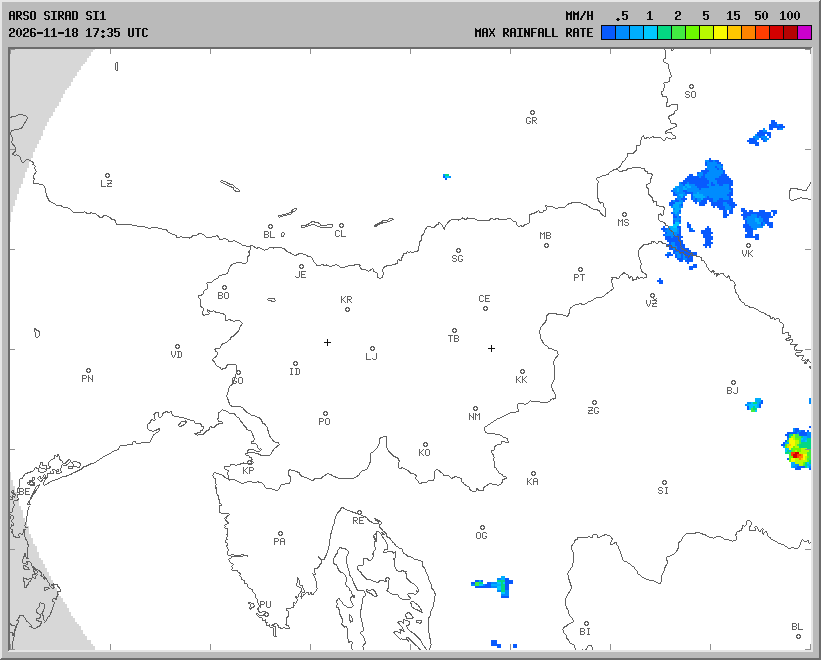 ARSO SIRAD SI1
2026-11-18 17:35 UTC
MM/H .5 1 2 5 15 50 100
MAX RAINFALL RATE
SO
GR
LZ
MS
BL
CL
MB
VK
SG
JE
PT
BO
KR
CE
VŽ
TB
VD
LJ
PN
GO
ID
KK
BJ
PO
NM
ZG
KO
KP
KA
BE
SI
RE
OG
PA
PU
BI
BL